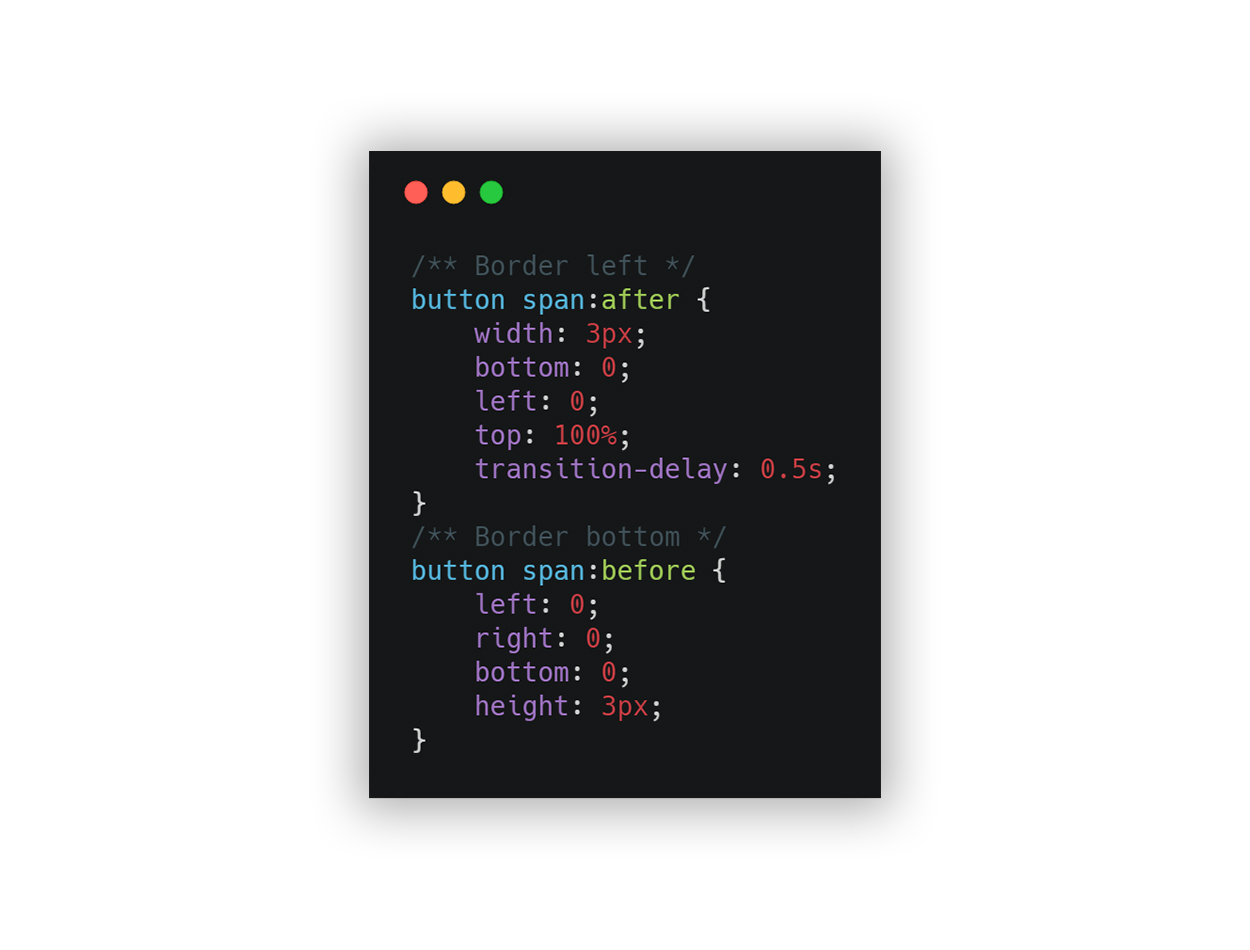 /** Border left */
button span:after {
    width: 3px;
    bottom: 0;
    left: 0;
    top: 100%;
    transition-delay: 0.5s;
}
/** Border bottom */
button span:before {
    left: 0;
    right: 0;
    bottom: 0;
    height: 3px;
}